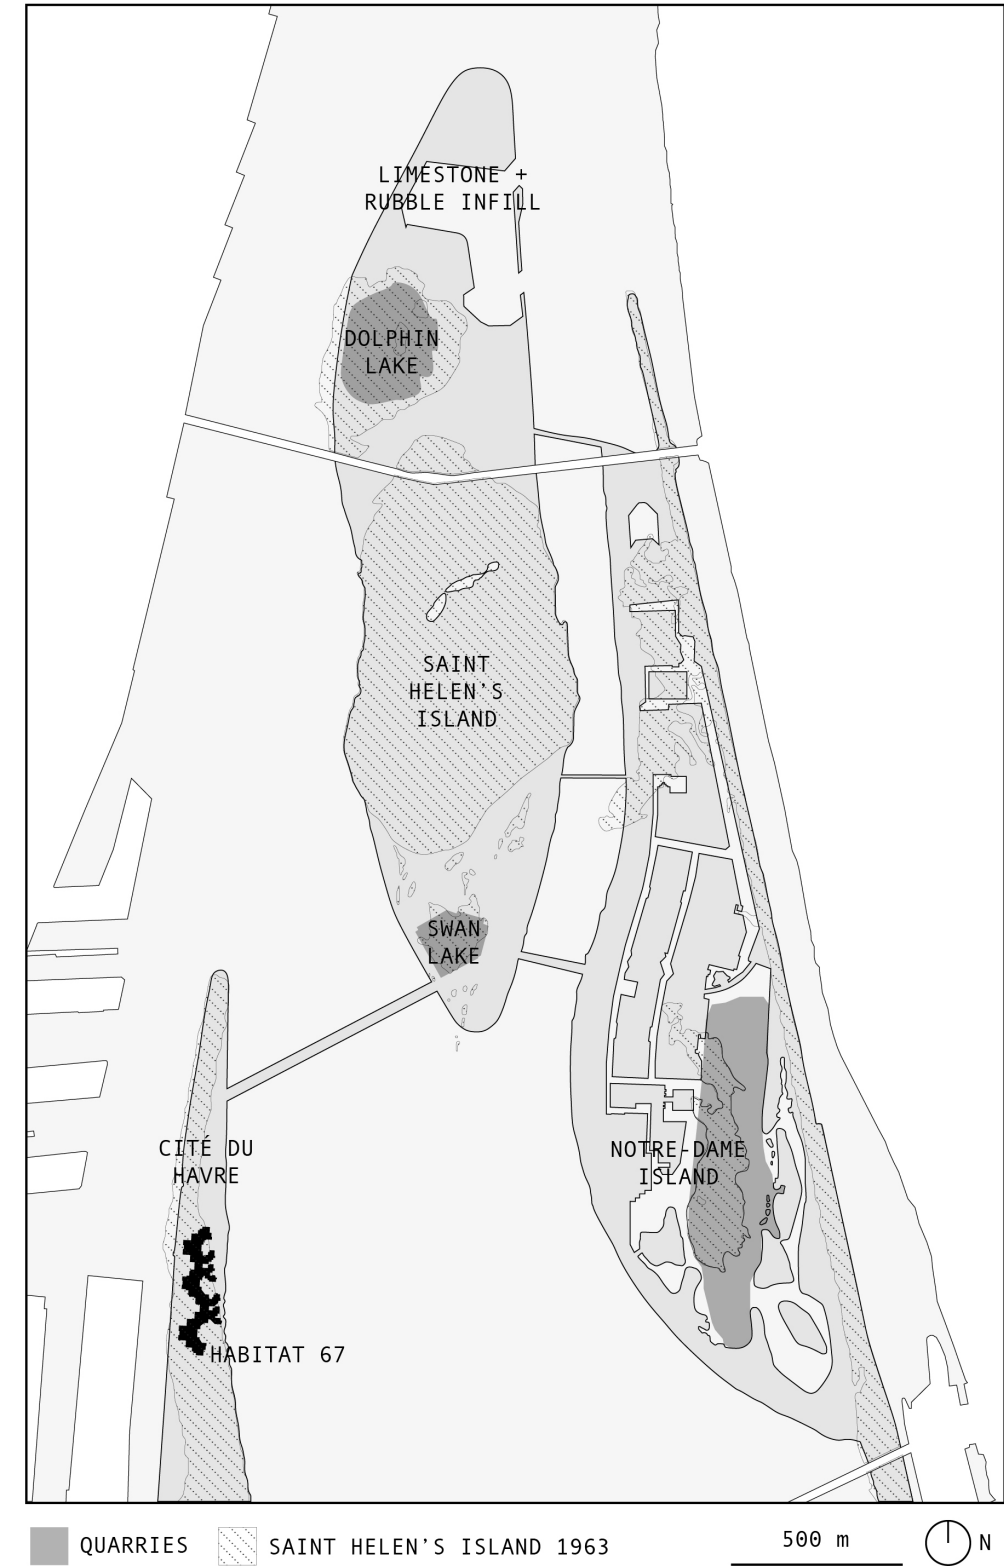 LIMESTONE +
RUBBLE INFILL
DOLPHIN
LAKE
SAINT
HELEN'S
ISLAND
SWAN
LAKE
CITÉ DU
HAVRE
NOTRE-DAME
ISLAND
HABITAT 67
QUARRIES
SAINT HELEN'S ISLAND 1963
500 m
N